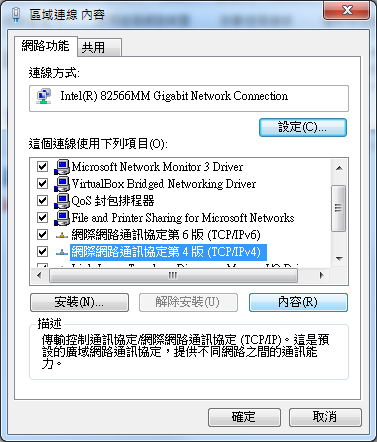 區域連線 內容
網路功能
共用
連線方式:
Intel(R) 82566MM Gigabit Network Connection
設定(C)...
這個連線使用下列項目(O):
Microsoft Network Monitor 3 Driver
VirtualBox Bridged Networking Driver
QoS 封包排程器
File and Printer Sharing for Microsoft Networks
網際網路通訊協定第 6 版 (TCP/IPv6)
網際網路通訊協定第 4 版 (TCP/IPv4)
安裝(N)...
解除安裝(U)
內容(R)
描述
傳輸控制通訊協定/網際網路通訊協定 (TCP/IP)。這是預
設的廣域網路通訊協定，提供不同網路之間的通訊能
力。
確定
取消